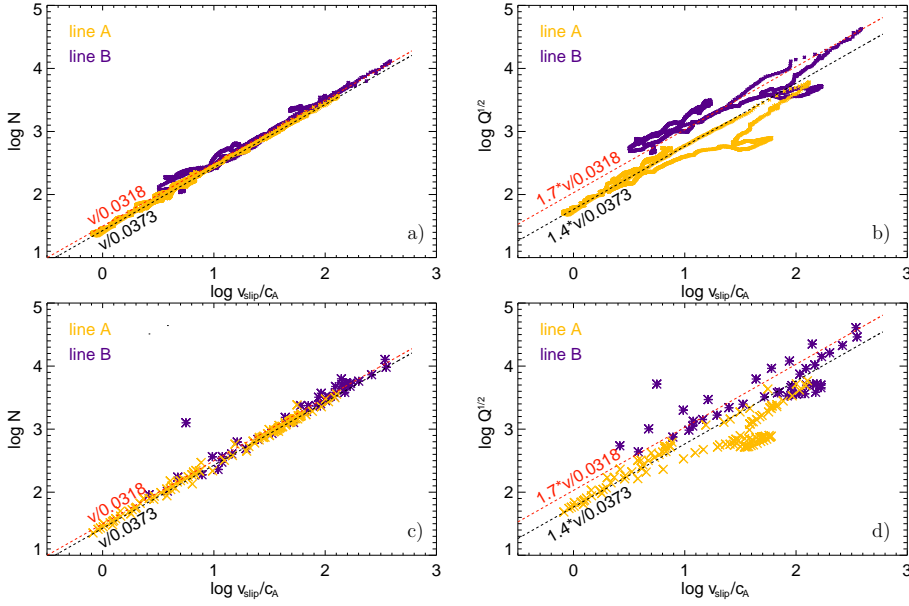 5
4
3
2
1
log N
line A
line B
v/0.0318
v/0.0373
a)
0
1
2
3
log v_slip/c_A
5
4
3
2
1
log Q^1/2
line A
line B
1.7*v/0.0318
1.4*v/0.0373
b)
0
1
2
3
log v_slip/c_A
5
4
3
2
1
log N
line A
line B
v/0.0318
v/0.0373
c)
0
1
2
3
log v_slip/c_A
5
4
3
2
1
log Q^1/2
line A
line B
1.7*v/0.0318
1.4*v/0.0373
d)
0
1
2
3
log v_slip/c_A